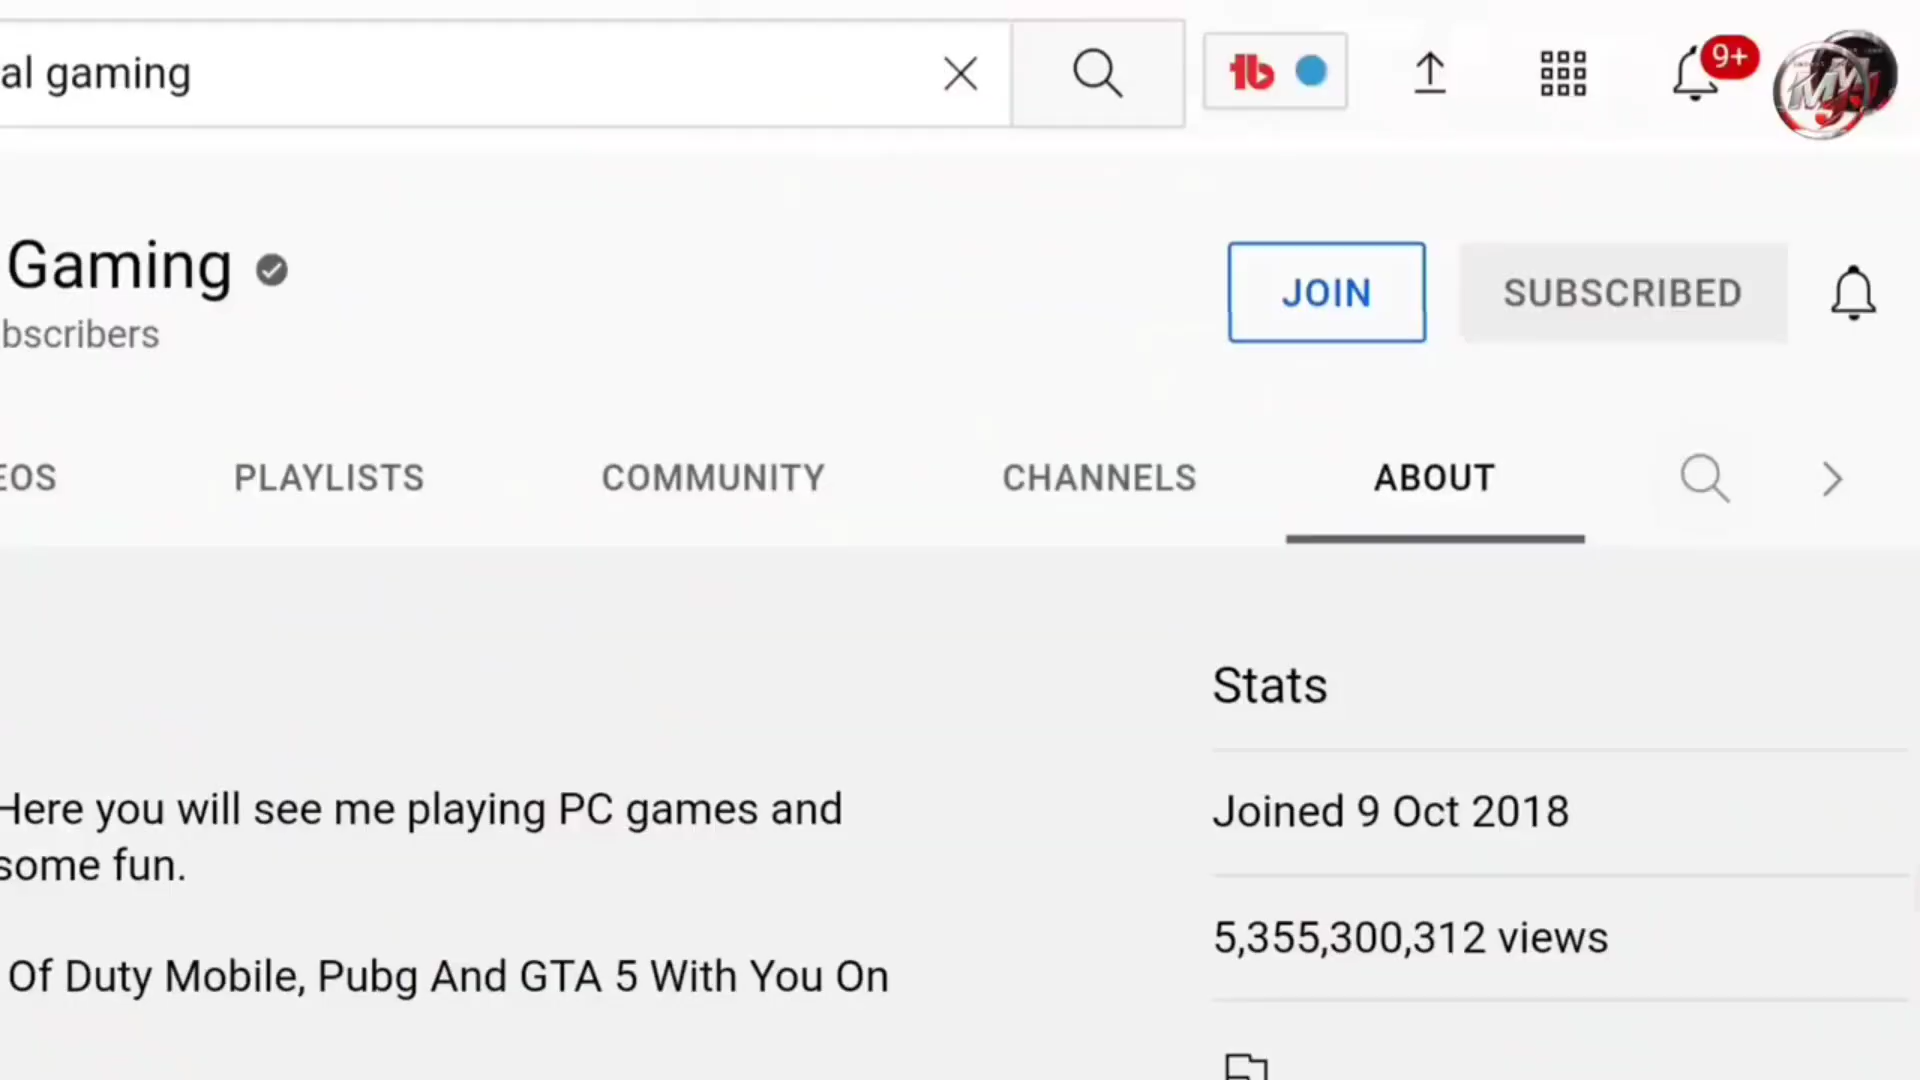 al gaming
9+
Gaming
bscribers
JOIN
SUBSCRIBED
EOS
PLAYLISTS
COMMUNITY
CHANNELS
ABOUT
Stats
Joined 9 Oct 2018
5,355,300,312 views
Here you will see me playing PC games and
some fun.
Of Duty Mobile, Pubg And GTA 5 With You On